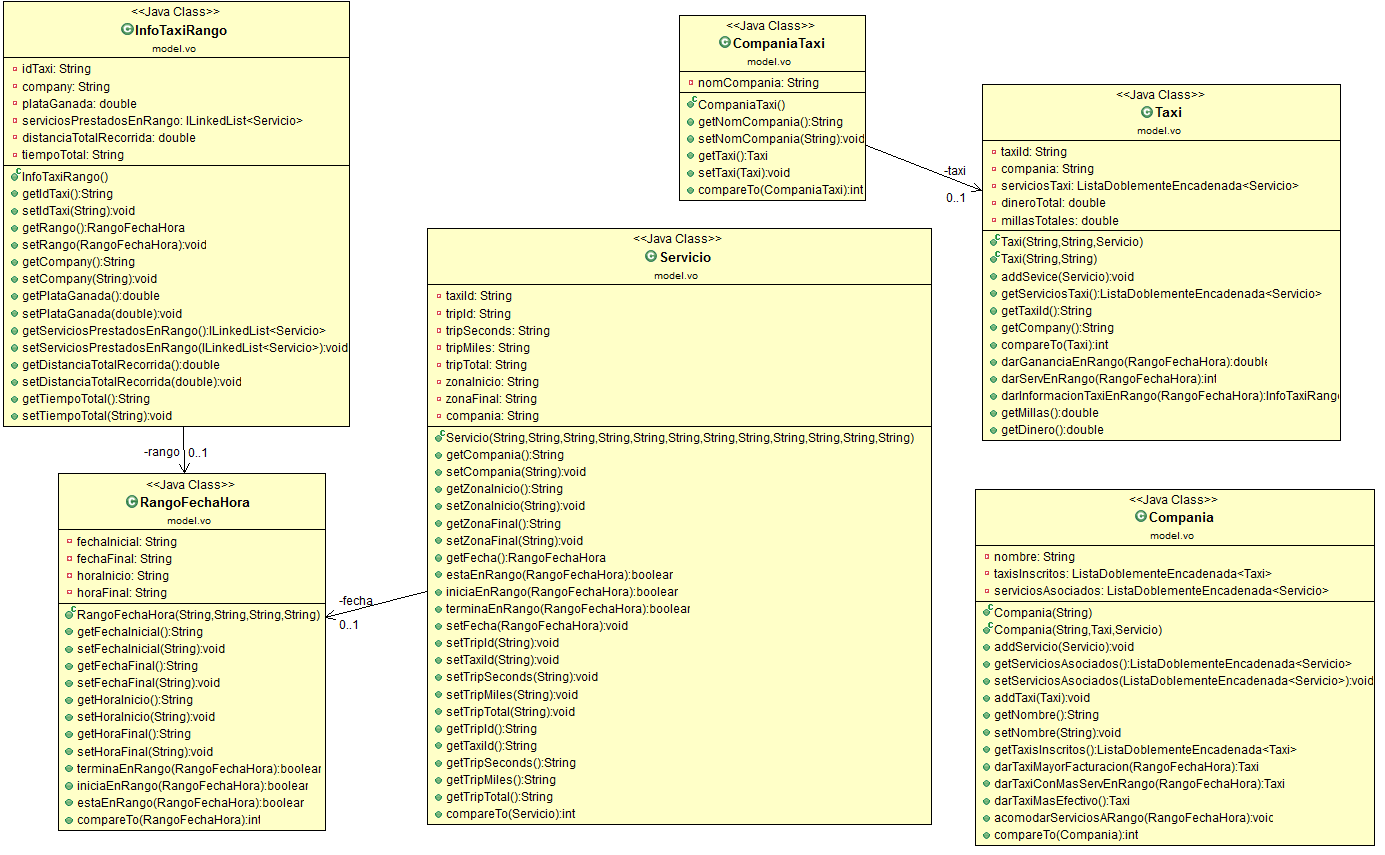 <<Java Class>>
InfoTaxiRango
model.vo
idTaxi: String
company: String
plataGanada: double
serviciosPrestadosEnRango: ILinkedList<Servicio>
distanciaTotalRecorrida: double
tiempoTotal: String
InfoTaxiRango()
getIdTaxi():String
setIdTaxi(String):void
getRango():RangoFechaHora
setRango(RangoFechaHora):void
getCompany():String
setCompany(String):void
getPlataGanada():double
setPlataGanada(double):void
getServiciosPrestadosEnRango():ILinkedList<Servicio>
setServiciosPrestadosEnRango(ILinkedList<Servicio>):void
getDistanciaTotalRecorrida():double
setDistanciaTotalRecorrida(double):void
getTiempoTotal():String
setTiempoTotal(String):void
-rango 0..1
<<Java Class>>
RangoFechaHora
model.vo
fechaInicial: String
fechaFinal: String
horaInicio: String
horaFinal: String
RangoFechaHora(String,String,String,String)
getFechaInicial():String
setFechaInicial(String):void
getFechaFinal():String
setFechaFinal(String):void
getHoraInicio():String
setHoraInicio(String):void
getHoraFinal():String
setHoraFinal(String):void
terminaEnRango(RangoFechaHora):boolear
iniciaEnRango(RangoFechaHora):boolear
estaEnRango(RangoFechaHora):boolear
compareTo(RangoFechaHora):int
-fecha
0..1
<<Java Class>>
Servicio
model.vo
taxiId: String
tripId: String
tripSeconds: String
tripMiles: String
tripTotal: String
zonaInicio: String
zonaFinal: String
compania: String
Servicio(String,String,String,String,String,String,String,String,String,String,String,String)
getCompania():String
setCompania(String):void
getZonaInicio():String
setZonaInicio(String):void
getZonaFinal():String
setZonaFinal(String):void
getFecha():RangoFechaHora
estaEnRango(RangoFechaHora):boolear
iniciaEnRango(RangoFechaHora):boolear
terminaEnRango(RangoFechaHora):boolear
setFecha(RangoFechaHora):void
setTripId(String):void
setTaxiId(String):void
setTripSeconds(String):void
setTripMiles(String):void
setTripTotal(String):void
getTripId():String
getTaxiId():String
getTripSeconds():String
getTripMiles():String
getTripTotal():String
compareTo(Servicio):int
<<Java Class>>
CompaniaTaxi
model.vo
nomCompania: String
CompaniaTaxi()
getNomCompania():String
setNomCompania(String):void
getTaxi():Taxi
setTaxi(Taxi):void
compareTo(CompaniaTaxi):int
-taxi
0..1
<<Java Class>>
Taxi
model.vo
taxiId: String
compania: String
serviciosTaxi: ListaDoblementeEncadenada<Servicio>
dineroTotal: double
millasTotales: double
Taxi(String,String,Servicio)
Taxi(String,String)
addSevice(Servicio):void
getServiciosTaxi():ListaDoblementeEncadenada<Servicio>
getTaxiId():String
getCompany():String
compareTo(Taxi):int
darGananciaEnRango(RangoFechaHora):double
darServEnRango(RangoFechaHora):int
darInformacionTaxiEnRango(RangoFechaHora):InfoTaxiRango
getMillas():double
getDinero():double
<<Java Class>>
Compania
model.vo
nombre: String
taxisInscritos: ListaDoblementeEncadenada<Taxi>
serviciosAsociados: ListaDoblementeEncadenada<Servicio>
Compania(String)
Compania(String,Taxi,Servicio)
addServicio(Servicio):void
getServiciosAsociados():ListaDoblementeEncadenada<Servicio>
setServiciosAsociados(ListaDoblementeEncadenada<Servicio>):void
addTaxi(Taxi):void
getNombre():String
setNombre(String):void
getTaxisInscritos():ListaDoblementeEncadenada<Taxi>
darTaxiMayorFacturacion(RangoFechaHora):Taxi
darTaxiConMasServEnRango(RangoFechaHora):Taxi
darTaxiMasEfectivo():Taxi
acomodarServiciosARango(RangoFechaHora):void
compareTo(Compania):int